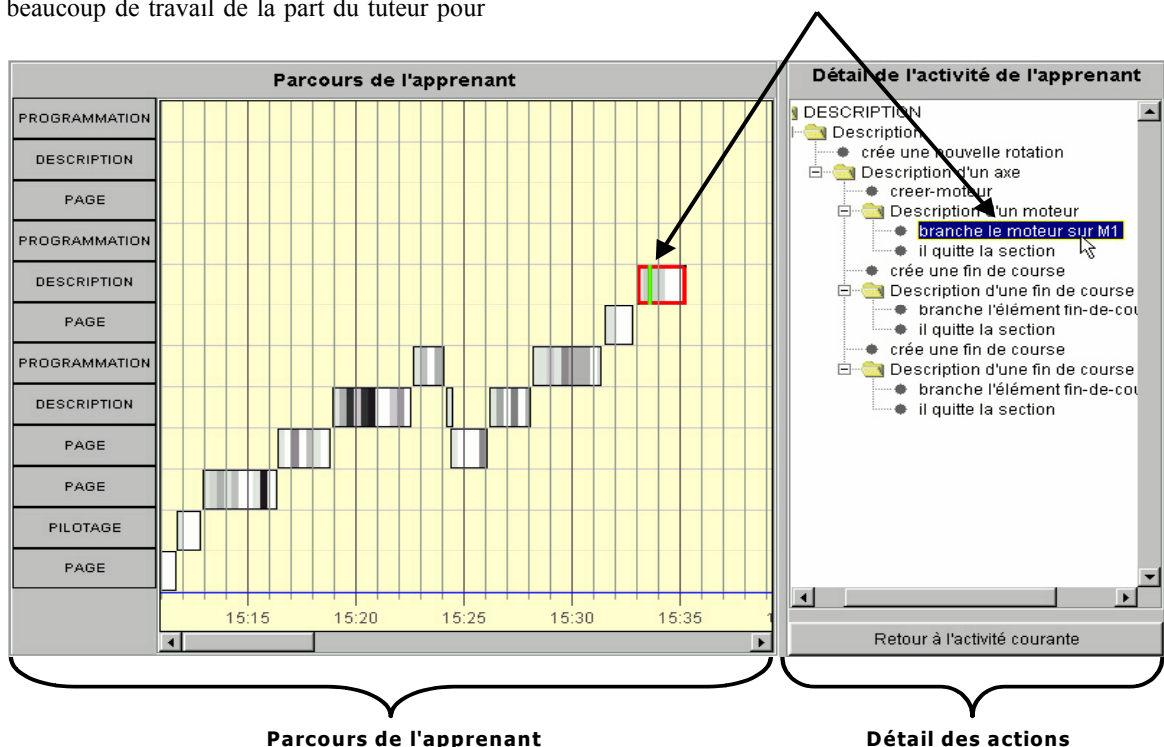 beaucoup de travail de la part du tuteur pour
Parcours de l'apprenant
PROGRAMMATION
DESCRIPTION
PAGE
PROGRAMMATION
DESCRIPTION
PAGE
PROGRAMMATION
DESCRIPTION
PAGE
PAGE
PILOTAGE
PAGE
15:15 15:20 15:25 15:30 15:35
Détail de l'activité de l'apprenant
DESCRIPTION
Description
crée une nouvelle rotation
Description d'un axe
creer-moteur
Description d'un moteur
branche le moteur sur M1
il quitte la section
crée une fin de course
Description d'une fin de course
branche l'élément fin-de-cou
il quitte la section
crée une fin de course
Description d'une fin de course
branche l'élément fin-de-cou
il quitte la section
Retour à l'activité courante
Parcours de l'apprenant
Détail des actions